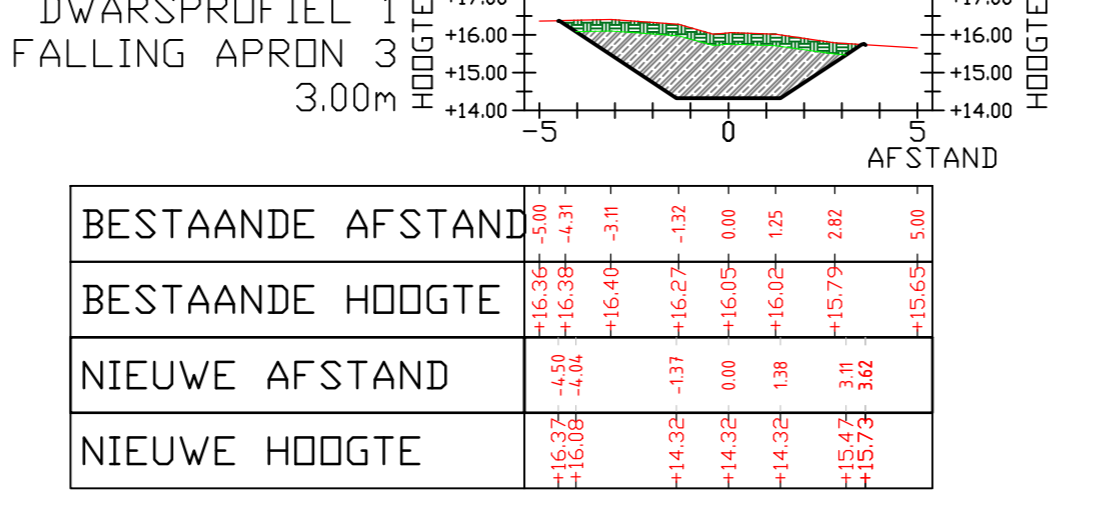 DWARSPROFIEL 1
FALLING APRON 3
3.00m
HOOGTE
+17.00
+16.00
+15.00
+14.00
-5 0 5
AFSTAND
+17.00
+16.00
+15.00
+14.00
HOOGTE
BESTAANDE AFSTAND -5.00 -4.31 -3.11 -1.32 0.00 1.25 2.82 5.00
BESTAANDE HOOGTE +16.36 +16.38 +16.40 +16.27 +16.05 +16.02 +15.79 +15.65
NIEUWE AFSTAND -4.50 -4.04 -1.37 0.00 1.38 3.11 3.62
NIEUWE HOOGTE +16.37 +16.08 +14.32 +14.32 +14.32 +15.47 +15.73